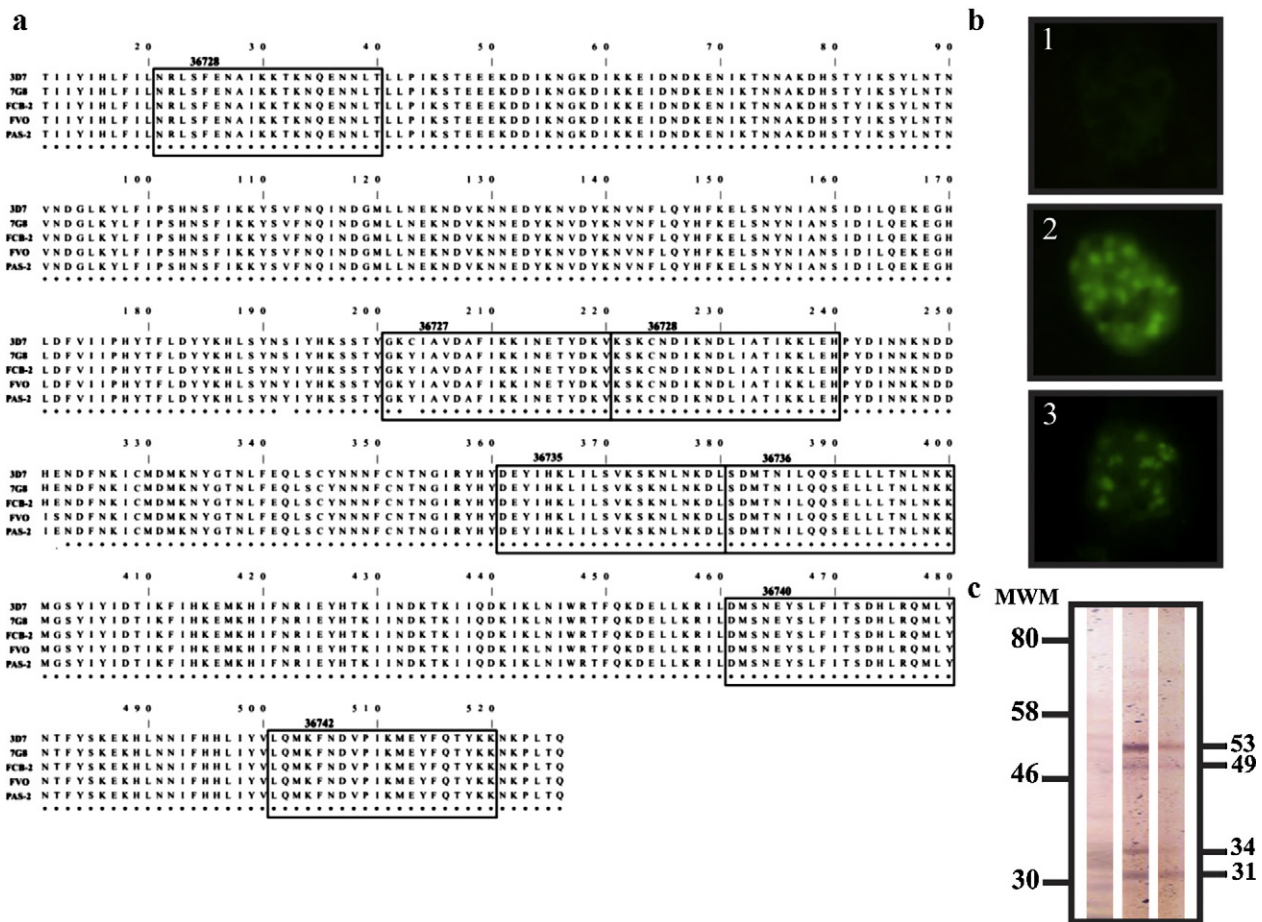 a
20 30 40 50 60 70 80 90
36728
3D7 TIIYIHLFILNRLSFENAIKKTKNQENNLTLLPIKSTEEEKDDIKNGKDIKKEIDNDKENIKTNNAKDHSTYIKSYLNTN
7G8 TIIYIHLFILNRLSFENAIKKTKNQENNLTLLPIKSTEEEKDDIKNGKDIKKEIDNDKENIKTNNAKDHSTYIKSYLNTN
FCB-2 TIIYIHLFILNRLSFENAIKKTKNQENNLTLLPIKSTEEEKDDIKNGKDIKKEIDNDKENIKTNNAKDHSTYIKSYLNTN
FVO TIIYIHLFILNRLSFENAIKKTKNQENNLTLLPIKSTEEEKDDIKNGKDIKKEIDNDKENIKTNNAKDHSTYIKSYLNTN
PAS-2 TIIYIHLFILNRLSFENAIKKTKNQENNLTLLPIKSTEEEKDDIKNGKDIKKEIDNDKENIKTNNAKDHSTYIKSYLNTN
100 110 120 130 140 150 160 170
3D7 VNDGLKYLFIPSHNSFIKKYSVFNQINDGMLLNEKNDVKNNEDYKNVDYKNVNFLQYHFKELSNYNIANSIDILQEKEGH
7G8 VNDGLKYLFIPSHNSFIKKYSVFNQINDGMLLNEKNDVKNNEDYKNVDYKNVNFLQYHFKELSNYNIANSIDILQEKEGH
FCB-2 VNDGLKYLFIPSHNSFIKKYSVFNQINDGMLLNEKNDVKNNEDYKNVDYKNVNFLQYHFKELSNYNIANSIDILQEKEGH
FVO VNDGLKYLFIPSHNSFIKKYSVFNQINDGMLLNEKNDVKNNEDYKNVDYKNVNFLQYHFKELSNYNIANSIDILQEKEGH
PAS-2 VNDGLKYLFIPSHNSFIKKYSVFNQINDGMLLNEKNDVKNNEDYKNVDYKNVNFLQYHFKELSNYNIANSIDILQEKEGH
180 190 200 210 220 230 240 250
36727 36728
3D7 LDFVIIPHYTFLDYYKHLSYNSIYHKSSTYGKCIAVDAFIKKINETYDKVKSKCNDIKNDLIATIKKLEHPYDINNKNDD
7G8 LDFVIIPHYTFLDYYKHLSYNSIYHKSSTYGKYIAVDAFIKKINETYDKVKSKCNDIKNDLIATIKKLEHPYDINNKNDD
FCB-2 LDFVIIPHYTFLDYYKHLSYNYIYHKSSTYGKYIAVDAFIKKINETYDKVKSKCNDIKNDLIATIKKLEHPYDINNKNDD
FVO LDFVIIPHYTFLDYYKHLSYNYIYHKSSTYGKYIAVDAFIKKINETYDKVKSKCNDIKNDLIATIKKLEHPYDINNKNDD
PAS-2 LDFVIIPHYTFLDYYKHLSYNYIYHKSSTYGKYIAVDAFIKKINETYDKVKSKCNDIKNDLIATIKKLEHPYDINNKNDD
330 340 350 360 370 380 390 400
36735 36736
3D7 HENDFNKICMDMKNYGTNLFEQLSCYNNNFCNTNGIRYHYDEYIHKLILSVKSKNLNKDLSDMTNILQQSELLLTNLNKK
7G8 HENDFNKICMDMKNYGTNLFEQLSCYNNNFCNTNGIRYHYDEYIHKLILSVKSKNLNKDLSDMTNILQQSELLLTNLNKK
FCB-2 HENDFNKICMDMKNYGTNLFEQLSCYNNNFCNTNGIRYHYDEYIHKLILSVKSKNLNKDLSDMTNILQQSELLLTNLNKK
FVO ISNDFNKICMDMKNYGTNLFEQLSCYNNNFCNTNGIRYHYDEYIHKLILSVKSKNLNKDLSDMTNILQQSELLLTNLNKK
PAS-2 IENDFNKICMDMKNYGTNLFEQLSCYNNNFCNTNGIRYHYDEYIHKLILSVKSKNLNKDLSDMTNILQQSELLLTNLNKK
410 420 430 440 450 460 470 480
36740
3D7 MGSYIYIDTIKFIHKEMKHIFNRIEYHTKIINDKTKIIQDKIKLNIWRTFQKDELLKRILDMSNEYSLFITSDHLRQMLY
7G8 MGSYIYIDTIKFIHKEMKHIFNRIEYHTKIINDKTKIIQDKIKLNIWRTFQKDELLKRILDMSNEYSLFITSDHLRQMLY
FCB-2 MGSYIYIDTIKFIHKEMKHIFNRIEYHTKIINDKTKIIQDKIKLNIWRTFQKDELLKRILDMSNEYSLFITSDHLRQMLY
FVO MGSYIYIDTIKFIHKEMKHIFNRIEYHTKIINDKTKIIQDKIKLNIWRTFQKDELLKRILDMSNEYSLFITSDHLRQMLY
PAS-2 MGSYIYIDTIKFIHKEMKHIFNRIEYHTKIINDKTKIIQDKIKLNIWRTFQKDELLKRILDMSNEYSLFITSDHLRQMLY
490 500 510 520
36742
3D7 NTFYSKEKHLNNIFHHLIYVLQMKFNDVPIKMEYFQTYKKNKPLTQ
7G8 NTFYSKEKHLNNIFHHLIYVLQMKFNDVPIKMEYFQTYKKNKPLTQ
FCB-2 NTFYSKEKHLNNIFHHLIYVLQMKFNDVPIKMEYFQTYKKNKPLTQ
FVO NTFYSKEKHLNNIFHHLIYVLQMKFNDVPIKMEYFQTYKKNKPLTQ
PAS-2 NTFYSKEKHLNNIFHHLIYVLQMKFNDVPIKMEYFQTYKKNKPLTQ
b
1
2
3
c
MWM
80
58
46
30
53
49
34
31